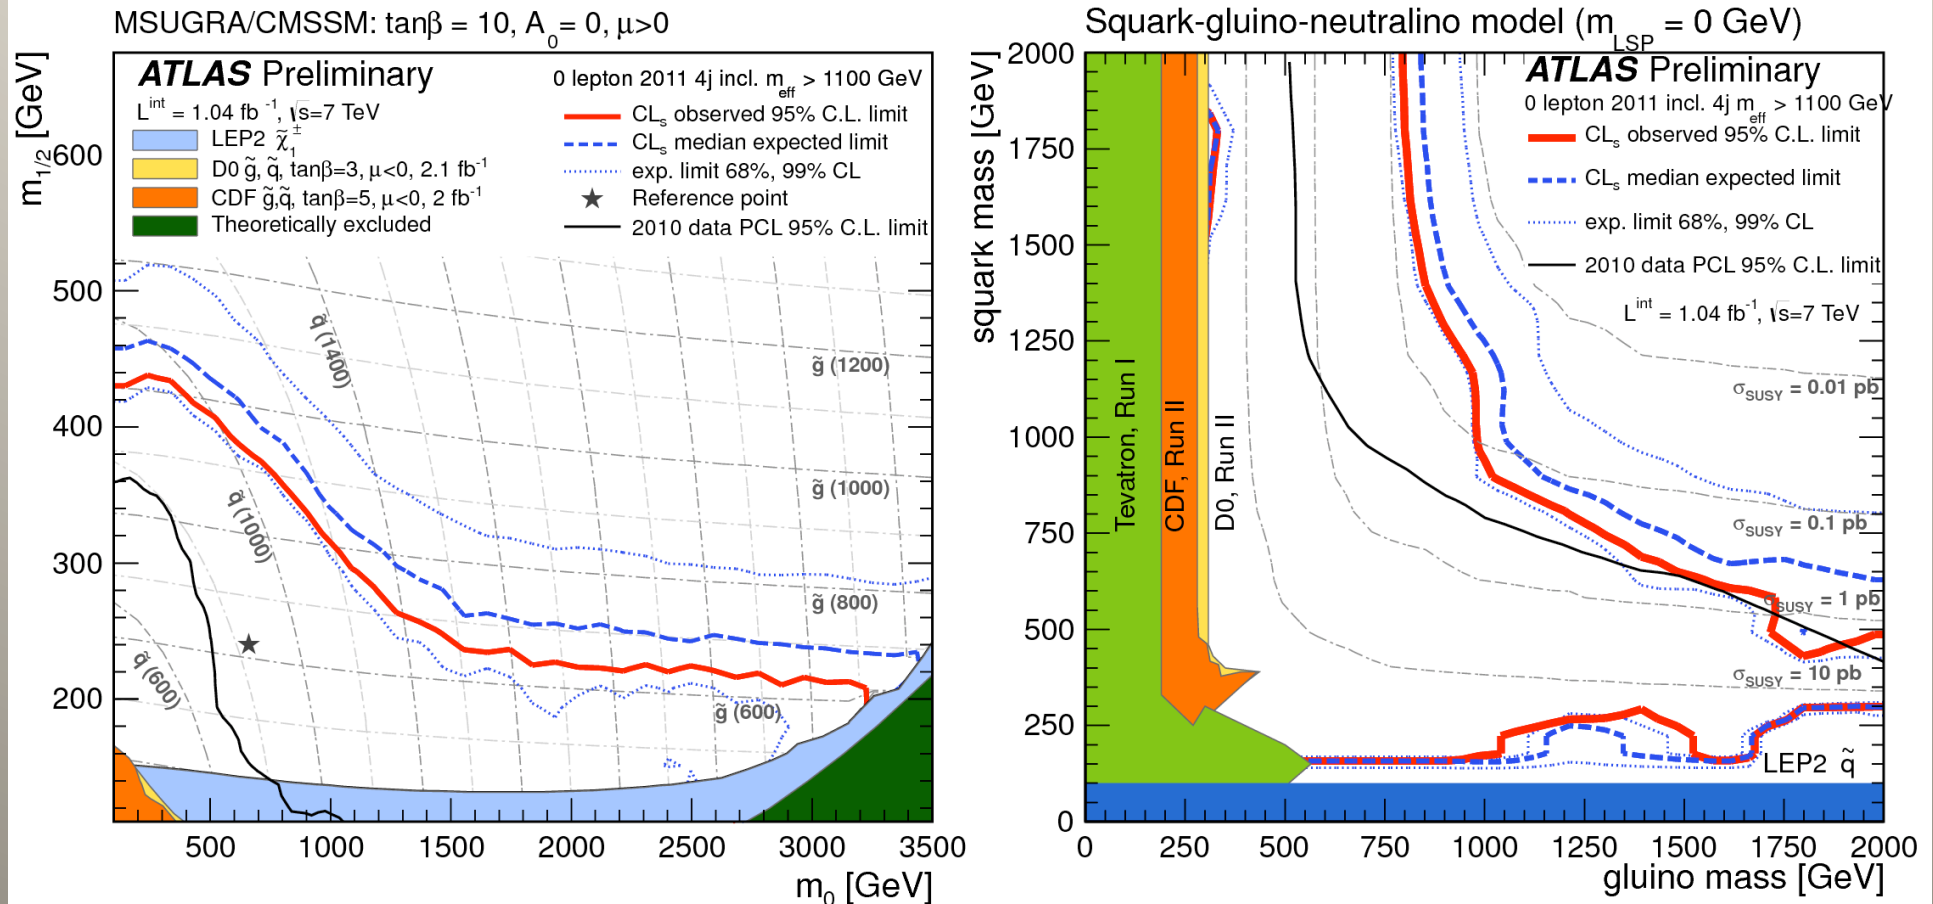 MSUGRA/CMSSM: tanβ = 10, A₀ = 0, μ>0
m₁/₂ [GeV]
ATLAS Preliminary
Lⁱⁿᵗ = 1.04 fb⁻¹, √s=7 TeV
LEP2 χ̃₁±
D0 g̃, q̃, tanβ=3, μ<0, 2.1 fb⁻¹
CDF g̃,q̃, tanβ=5, μ<0, 2 fb⁻¹
Theoretically excluded
0 lepton 2011 4j incl. m_eff > 1100 GeV
CLₛ observed 95% C.L. limit
CLₛ median expected limit
exp. limit 68%, 99% CL
Reference point
2010 data PCL 95% C.L. limit
600
500
400
300
200
q̃ (1400)
q̃ (1000)
q̃ (600)
g̃ (1200)
g̃ (1000)
g̃ (800)
g̃ (600)
500 1000 1500 2000 2500 3000 3500
m₀ [GeV]
Squark-gluino-neutralino model (m_LSP = 0 GeV)
squark mass [GeV]
ATLAS Preliminary
0 lepton 2011 incl. 4j m_eff > 1100 GeV
CLₛ observed 95% C.L. limit
CLₛ median expected limit
exp. limit 68%, 99% CL
2010 data PCL 95% C.L. limit
Lⁱⁿᵗ = 1.04 fb⁻¹, √s=7 TeV
2000
1750
1500
1250
1000
750
500
250
0
Tevatron, Run I
CDF, Run II
D0, Run II
σ_SUSY = 0.01 pb
σ_SUSY = 0.1 pb
σ_SUSY = 1 pb
σ_SUSY = 10 pb
LEP2 q̃
0 250 500 750 1000 1250 1500 1750 2000
gluino mass [GeV]